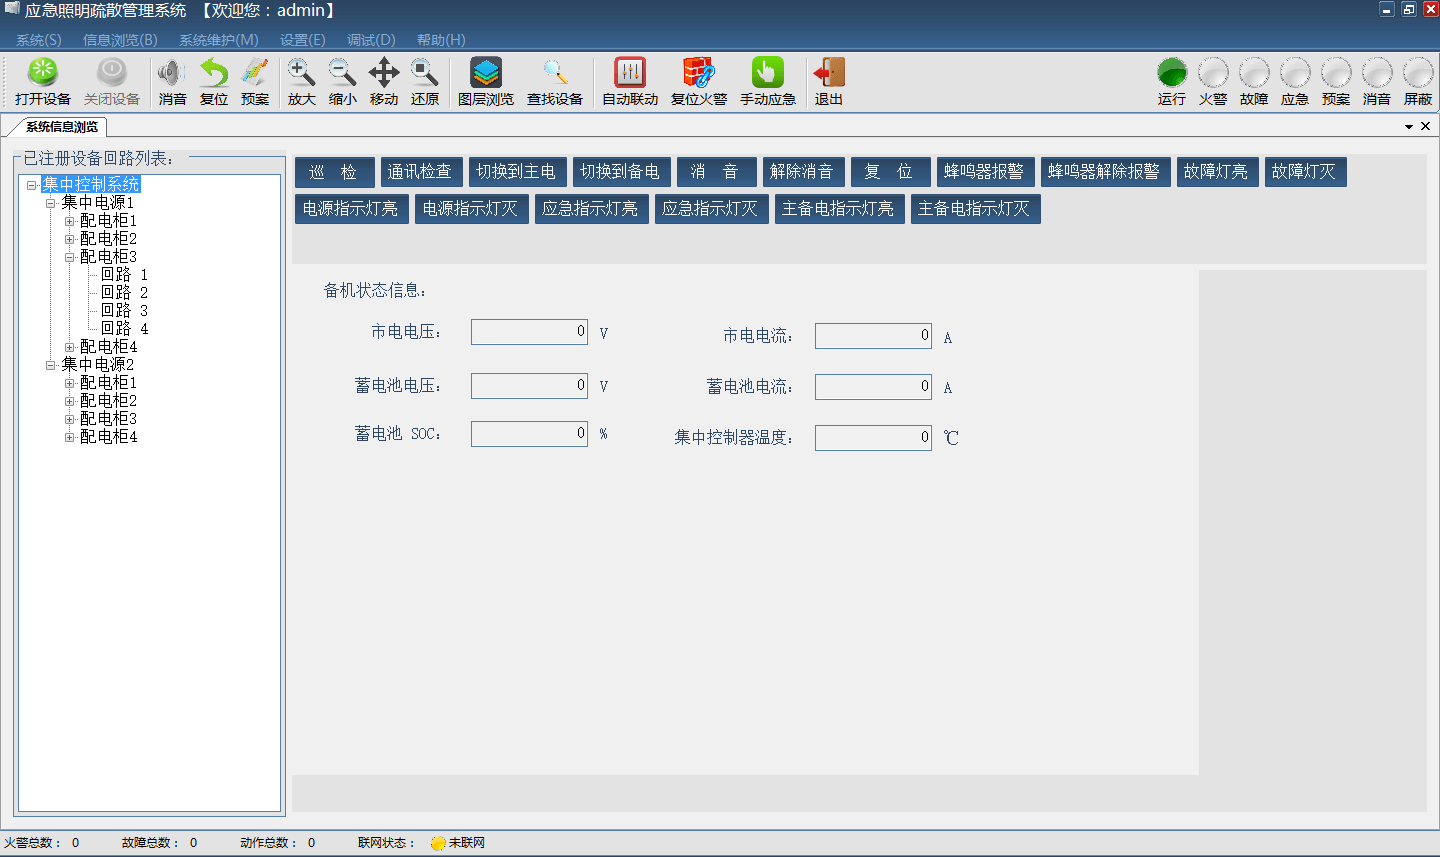 应急照明疏散管理系统 【欢迎您：admin】
系统(S) 信息浏览(B) 系统维护(M) 设置(E) 调试(D) 帮助(H)
打开设备 关闭设备 消音 复位 预案 放大 缩小 移动 还原 图层浏览 查找设备 自动联动 复位火警 手动应急 退出 运行 火警 故障 应急 预案 消音 屏蔽
系统信息浏览
已注册设备回路列表：
集中控制系统
集中电源1
配电柜1
配电柜2
配电柜3
回路 1
回路 2
回路 3
回路 4
配电柜4
集中电源2
配电柜1
配电柜2
配电柜3
配电柜4
巡 检 通讯检查 切换到主电 切换到备电 消 音 解除消音 复 位 蜂鸣器报警 蜂鸣器解除报警 故障灯亮 故障灯灭
电源指示灯亮 电源指示灯灭 应急指示灯亮 应急指示灯灭 主备电指示灯亮 主备电指示灯灭
备机状态信息：
市电电压： 0 V 市电电流： 0 A
蓄电池电压： 0 V 蓄电池电流： 0 A
蓄电池 SOC： 0 % 集中控制器温度： 0 ℃
火警总数： 0 故障总数： 0 动作总数： 0 联网状态： 未联网